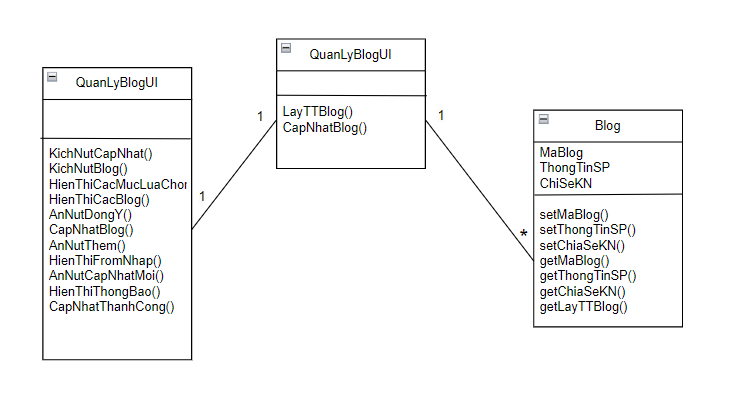 QuanLyBlogUI
KichNutCapNhat()
KichNutBlog()
HienThiCacMucLuaChon
HienThiCacBlog()
AnNutDongY()
CapNhatBlog()
AnNutThem()
HienThiFromNhap()
AnNutCapNhatMoi()
HienThiThongBao()
CapNhatThanhCong()
1
1
QuanLyBlogUI
LayTTBlog()
CapNhatBlog()
1
*
Blog
MaBlog
ThongTinSP
ChiSeKN
setMaBlog()
setThongTinSP()
setChiaSeKN()
getMaBlog()
getThongTinSP()
getChiaSeKN()
getLayTTBlog()